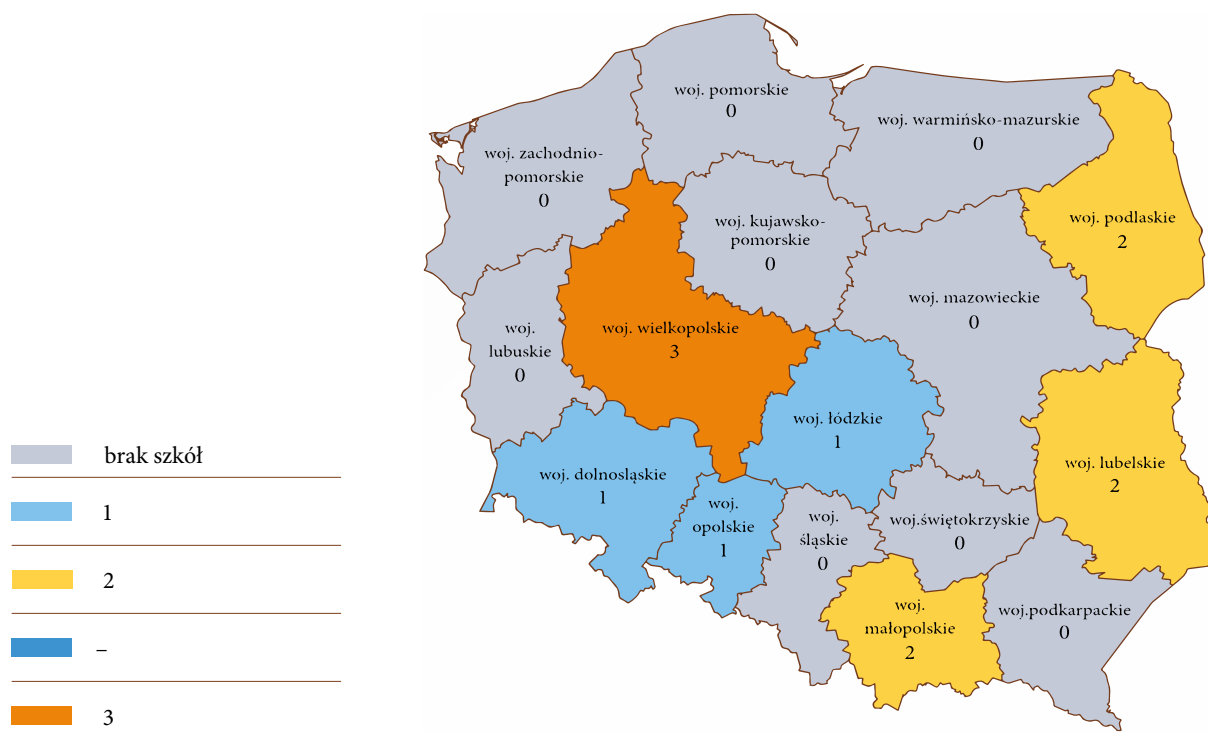 woj. pomorskie
0
woj. warmińsko-mazurskie
0
woj. zachodnio-
pomorskie
0
woj. podlaskie
2
woj. kujawsko-
pomorskie
0
woj. mazowieckie
0
woj. wielkopolskie
3
woj.
lubuskie
0
woj. łódzkie
1
woj. lubelskie
2
woj. dolnosląskie
1
woj.
opolskie
1
woj.
śląskie
0
woj.świętokrzyskie
0
woj.
małopolskie
2
woj.podkarpackie
0
brak szkół
1
2
–
3